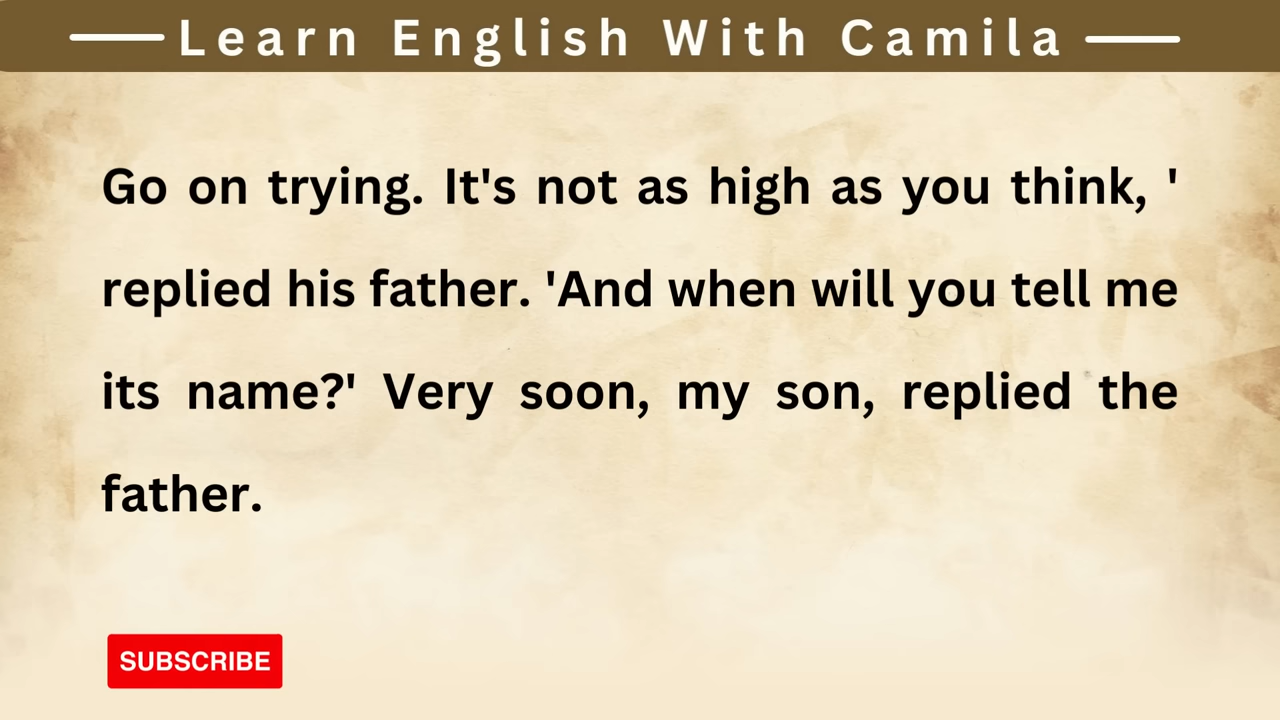 Learn English With Camila
Go on trying. It's not as high as you think, '
replied his father. 'And when will you tell me
its name?' Very soon, my son, replied the
father.
SUBSCRIBE